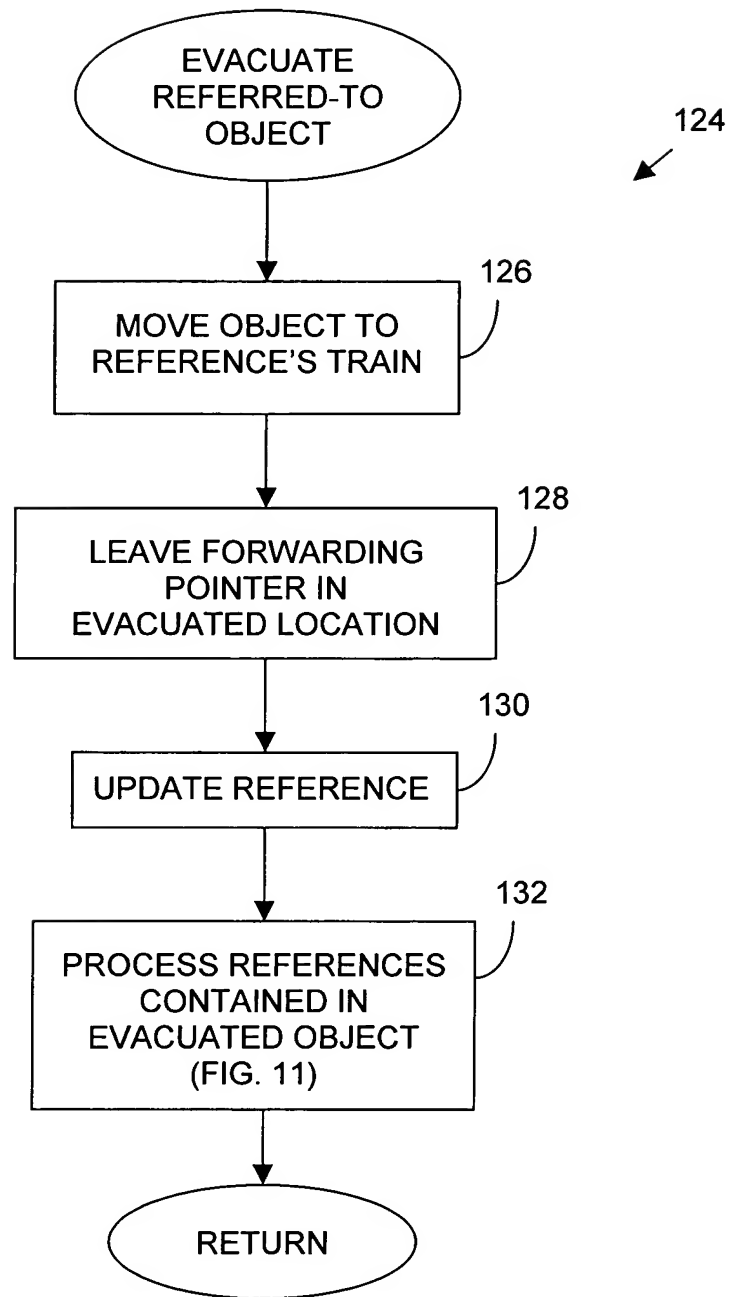 EVACUATE
REFERRED-TO
OBJECT
124
126
MOVE OBJECT TO
REFERENCE'S TRAIN
128
LEAVE FORWARDING
POINTER IN
EVACUATED LOCATION
130
UPDATE REFERENCE
132
PROCESS REFERENCES
CONTAINED IN
EVACUATED OBJECT
(FIG. 11)
RETURN